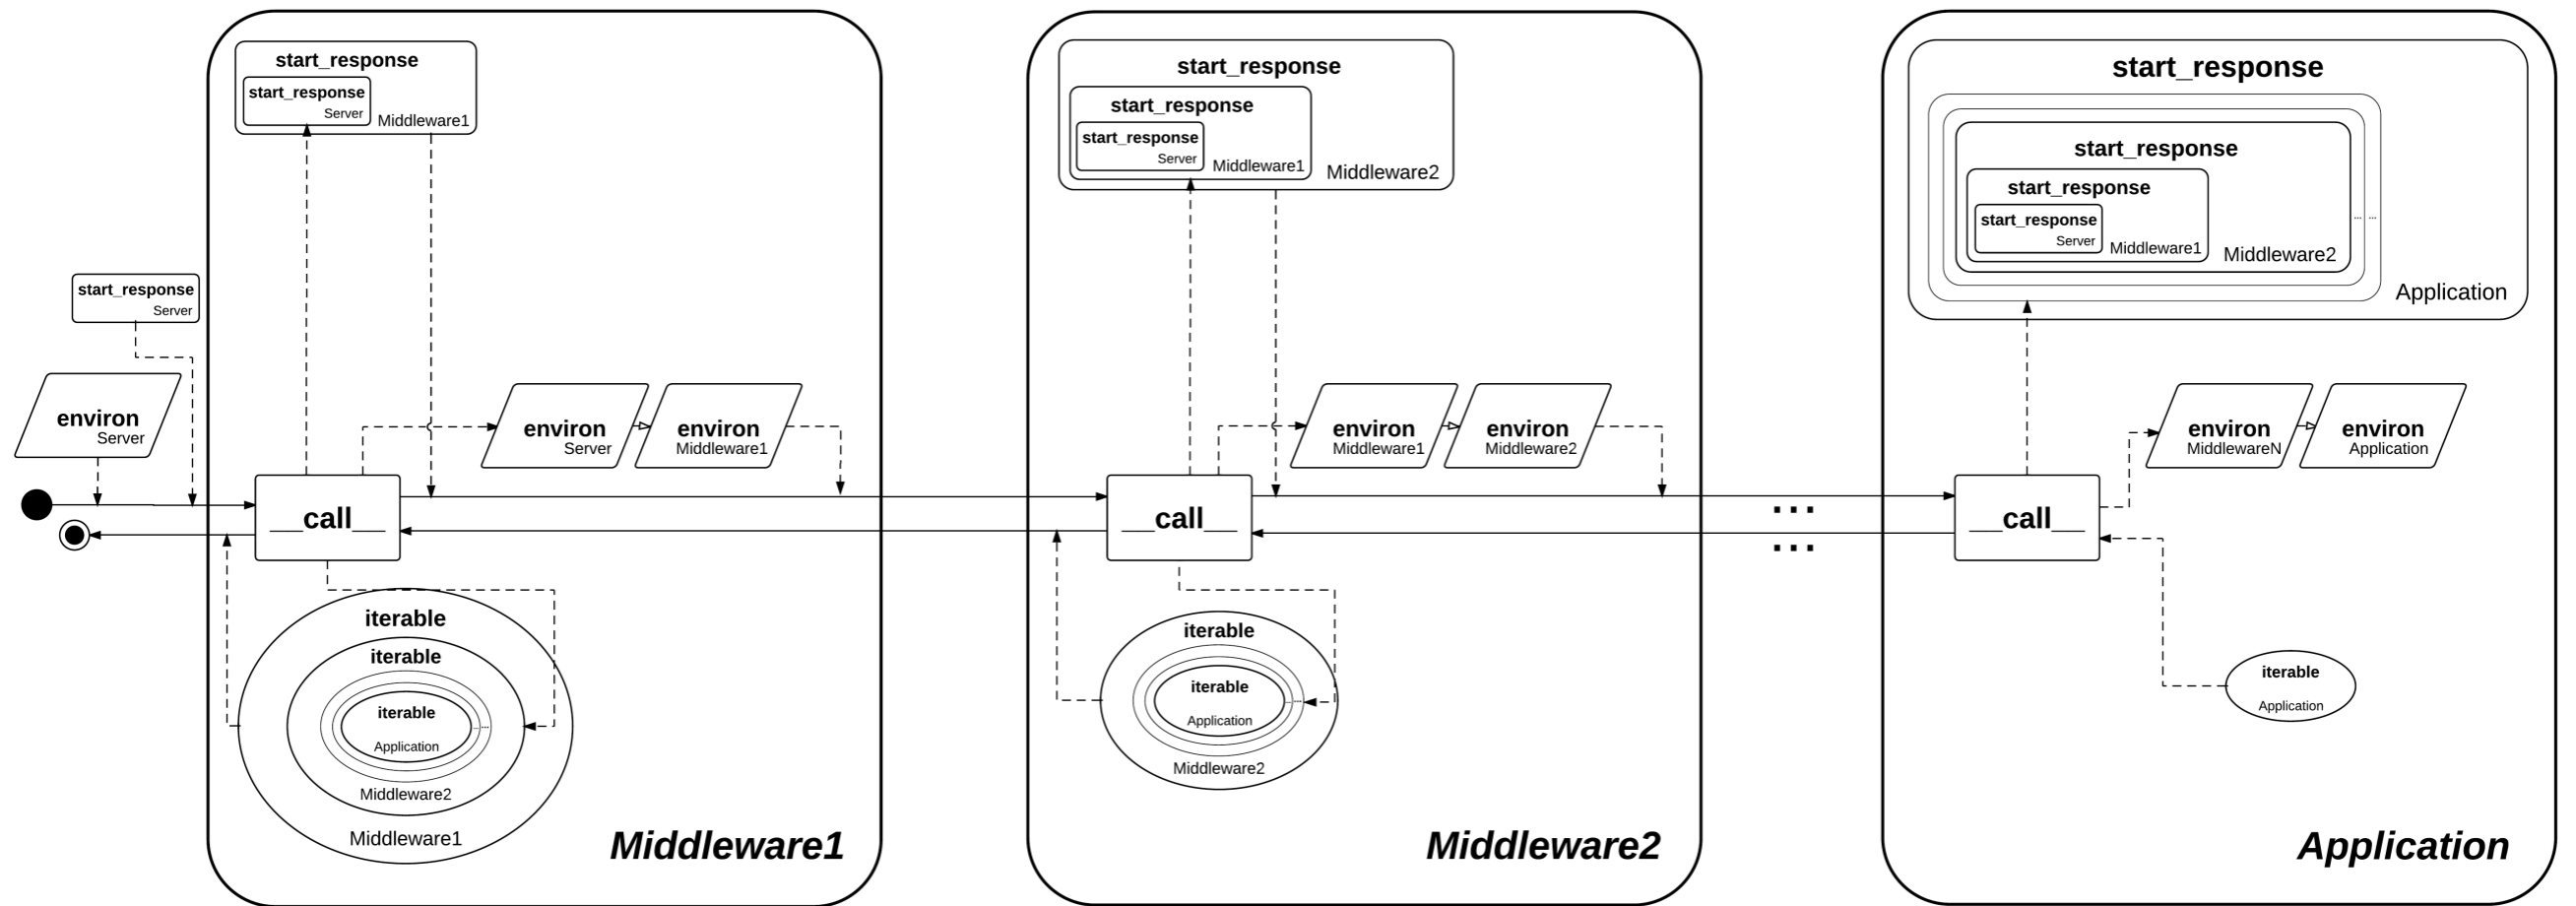 start_response
Server
environ
Server
start_response
start_response
Server
Middleware1
environ
Server
environ
Middleware1
__call__
iterable
iterable
iterable
Application
... ...
Middleware2
Middleware1
Middleware1
start_response
start_response
start_response
Server
Middleware1
Middleware2
environ
Middleware1
environ
Middleware2
__call__
iterable
iterable
Application
... ...
Middleware2
Middleware2
...
...
start_response
start_response
start_response
start_response
Server
Middleware1
Middleware2
... ...
Application
environ
MiddlewareN
environ
Application
__call__
iterable
Application
Application